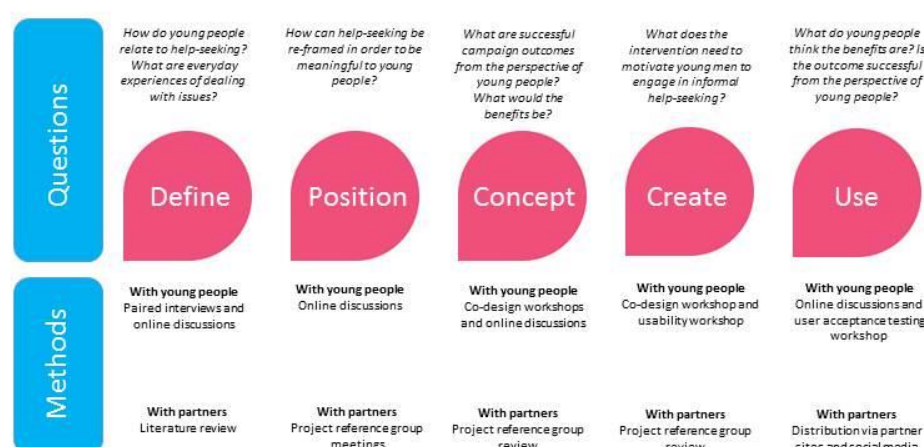 Questions
How do young people
relate to help-seeking?
What are everyday
experiences of dealing
with issues?
How can help-seeking be
re-framed in order to be
meaningful to young
people?
What are successful
campaign outcomes
from the perspective of
young people?
What would the
benefits be?
What does the
intervention need to
motivate young men to
engage in informal
help-seeking?
What do young people
think the benefits are? Is
the outcome successful
from the perspective of
young people?
Define
Position
Concept
Create
Use
Methods
With young people
Paired interviews and
online discussions
With young people
Online discussions
With young people
Co-design workshops
and online discussions
With young people
Co-design workshop and
usability workshop
With young people
Online discussions and
user acceptance testing
workshop
With partners
Literature review
With partners
Project reference group
meetings
With partners
Project reference group
review
With partners
Project reference group
review
With partners
Distribution via partner
sites and social media